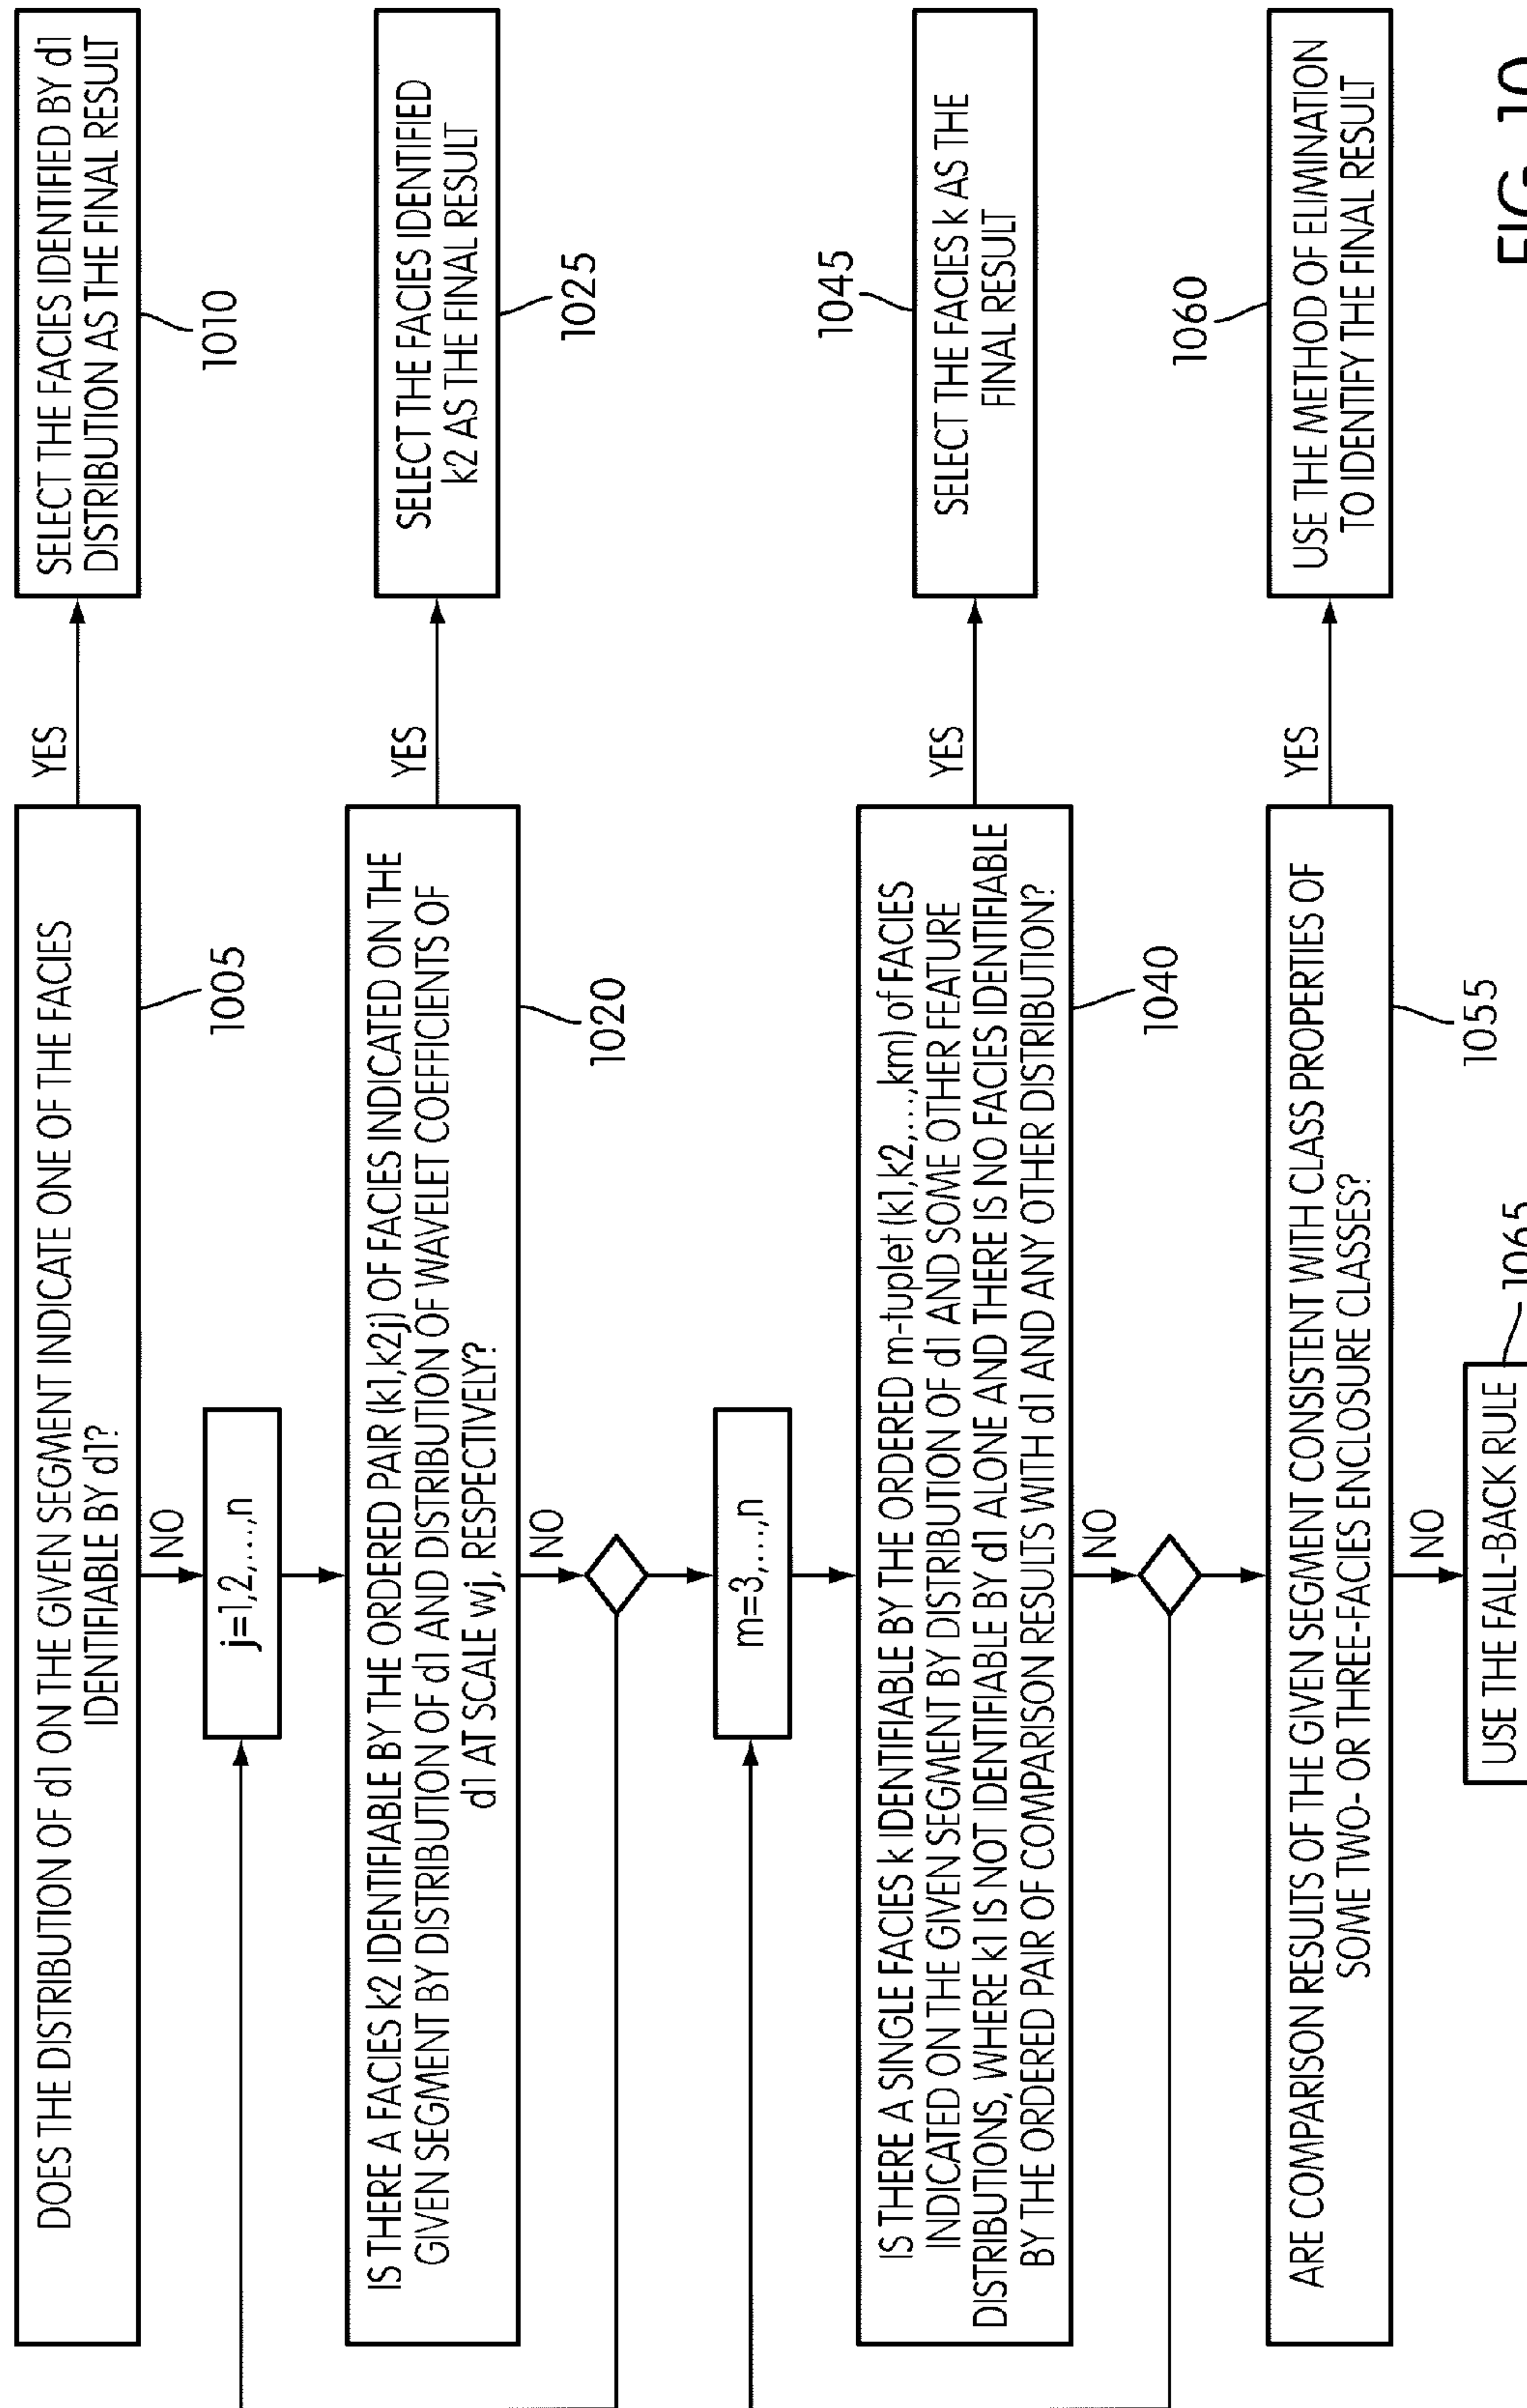 DOES THE DISTRIBUTION OF d1 ON THE GIVEN SEGMENT INDICATE ONE OF THE FACIES
IDENTIFIABLE BY d1?
1005
YES
SELECT THE FACIES IDENTIFIED BY d1
DISTRIBUTION AS THE FINAL RESULT
1010
NO
j=1,2,...,n
IS THERE A FACIES k2 IDENTIFIABLE BY THE ORDERED PAIR (k1,k2j) OF FACIES INDICATED ON THE
GIVEN SEGMENT BY DISTRIBUTION OF d1 AND DISTRIBUTION OF WAVELET COEFFICIENTS OF
d1 AT SCALE wj, RESPECTIVELY?
1020
YES
SELECT THE FACIES IDENTIFIED
k2 AS THE FINAL RESULT
1025
NO
m=3,...,n
IS THERE A SINGLE FACIES k IDENTIFIABLE BY THE ORDERED m-tuplet (k1,k2,...,km) of FACIES
INDICATED ON THE GIVEN SEGMENT BY DISTRIBUTION OF d1 AND SOME OTHER FEATURE
DISTRIBUTIONS, WHERE k1 IS NOT IDENTIFIABLE BY d1 ALONE AND THERE IS NO FACIES IDENTIFIABLE
BY THE ORDERED PAIR OF COMPARISON RESULTS WITH d1 AND ANY OTHER DISTRIBUTION?
1040
YES
SELECT THE FACIES k AS THE
FINAL RESULT
1045
NO
ARE COMPARISON RESULTS OF THE GIVEN SEGMENT CONSISTENT WITH CLASS PROPERTIES OF
SOME TWO- OR THREE-FACIES ENCLOSURE CLASSES?
1055
YES
USE THE METHOD OF ELIMINATION
TO IDENTIFY THE FINAL RESULT
1060
NO
USE THE FALL-BACK RULE
1065
FIG. 10